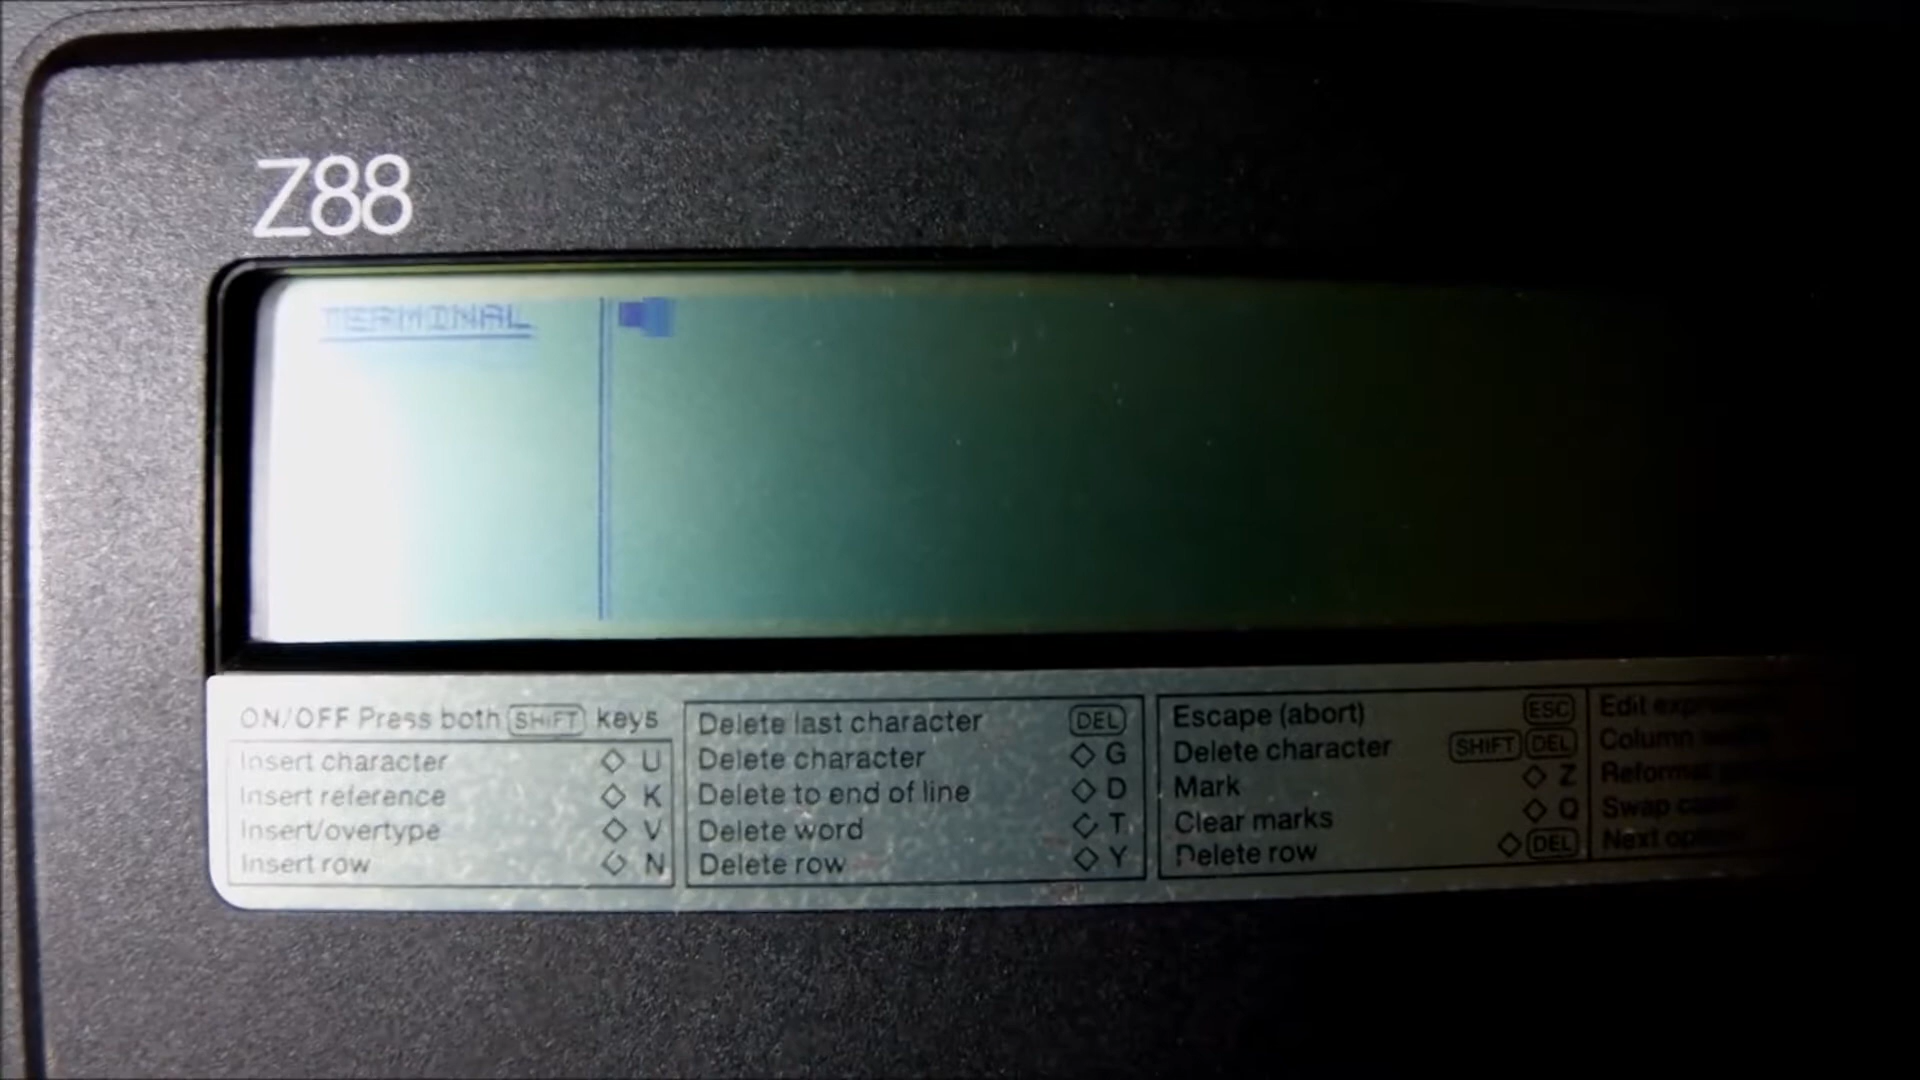 Z88
TERMINAL
ON/OFF Press both SHIFT keys
Insert character ◇ U
Insert reference ◇ K
Insert/overtype ◇ V
Insert row ◇ N
Delete last character DEL
Delete character ◇ G
Delete to end of line ◇ D
Delete word ◇ T
Delete row ◇ Y
Escape (abort) ESC
Delete character SHIFT DEL
Mark ◇ Z
Clear marks ◇ Q
Delete row ◇ DEL
Edit
Column
Reformat
Swap case
Next